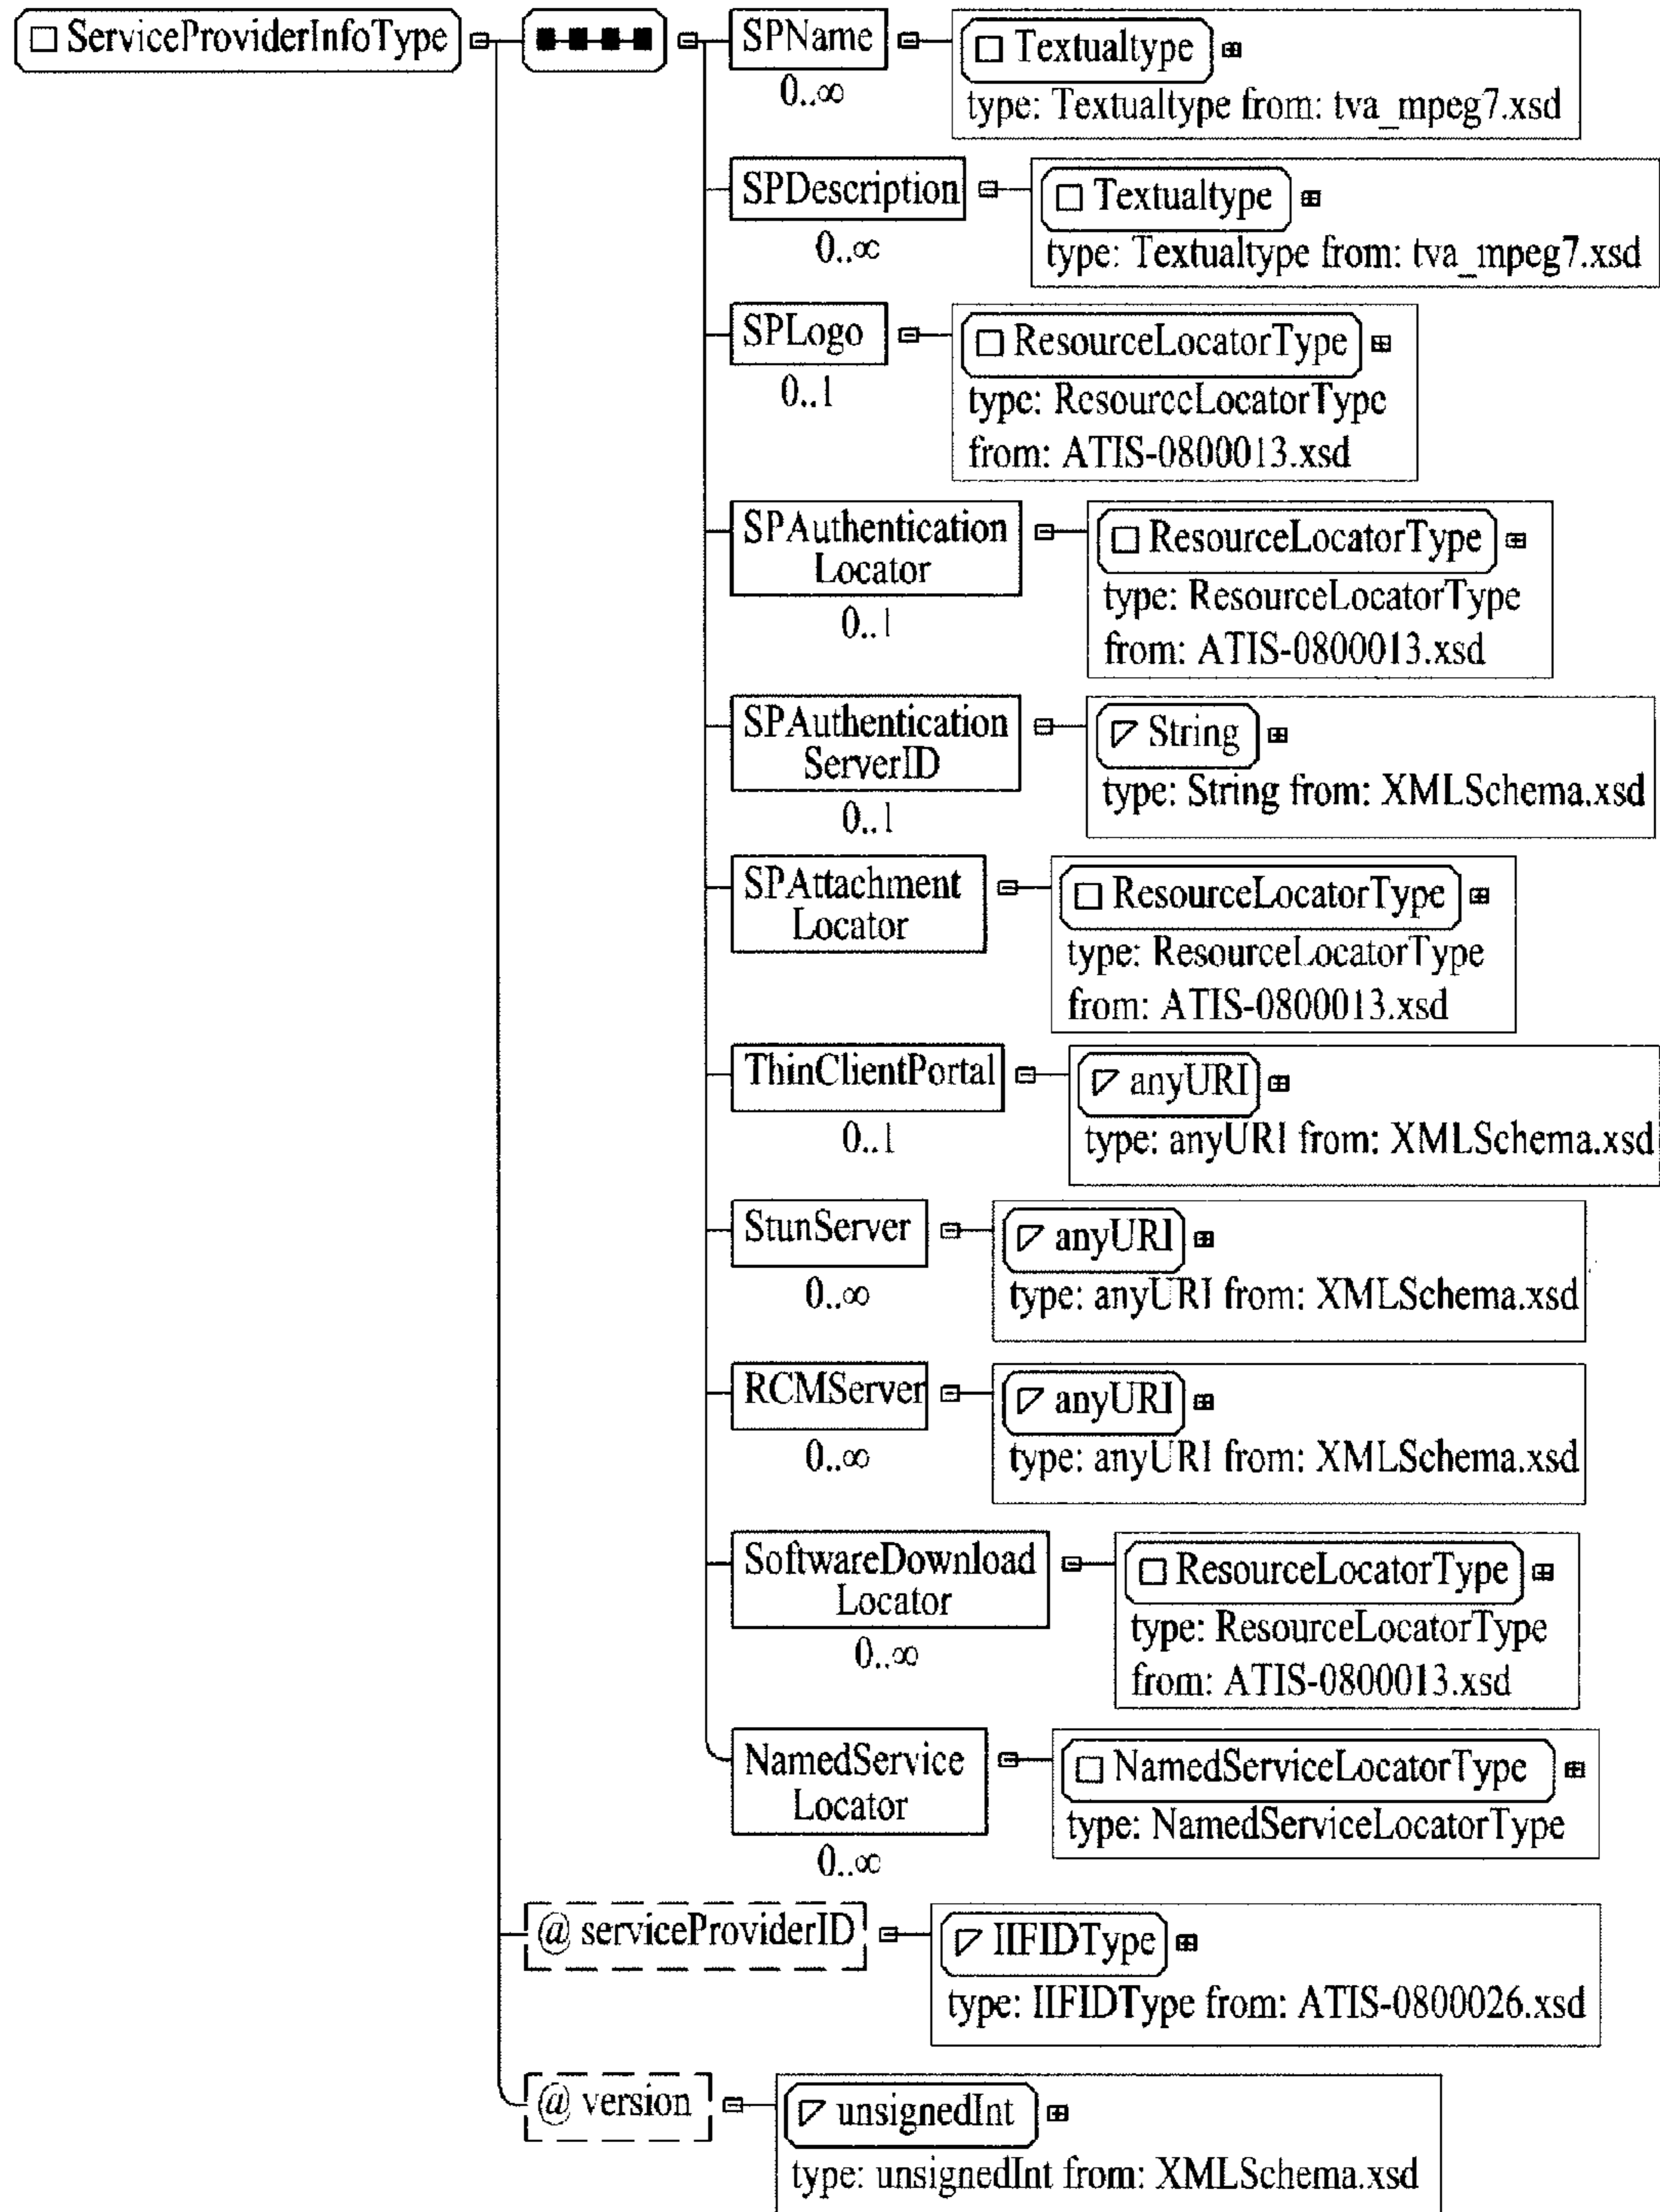 ServiceProviderInfoType
SPName
0..∞
Textualtype
type: Textualtype from: tva_mpeg7.xsd
SPDescription
0..∞
Textualtype
type: Textualtype from: tva_mpeg7.xsd
SPLogo
0..1
ResourceLocatorType
type: ResourceLocatorType
from: ATIS-0800013.xsd
SPAuthentication
Locator
0..1
ResourceLocatorType
type: ResourceLocatorType
from: ATIS-0800013.xsd
SPAuthentication
ServerID
0..1
String
type: String from: XMLSchema.xsd
SPAttachment
Locator
ResourceLocatorType
type: ResourceLocatorType
from: ATIS-0800013.xsd
ThinClientPortal
0..1
anyURI
type: anyURI from: XMLSchema.xsd
StunServer
0..∞
anyURI
type: anyURI from: XMLSchema.xsd
RCMServer
0..∞
anyURI
type: anyURI from: XMLSchema.xsd
SoftwareDownload
Locator
0..∞
ResourceLocatorType
type: ResourceLocatorType
from: ATIS-0800013.xsd
NamedService
Locator
0..∞
NamedServiceLocatorType
type: NamedServiceLocatorType
@ serviceProviderID
IIFIDType
type: IIFIDType from: ATIS-0800026.xsd
@ version
unsignedInt
type: unsignedInt from: XMLSchema.xsd